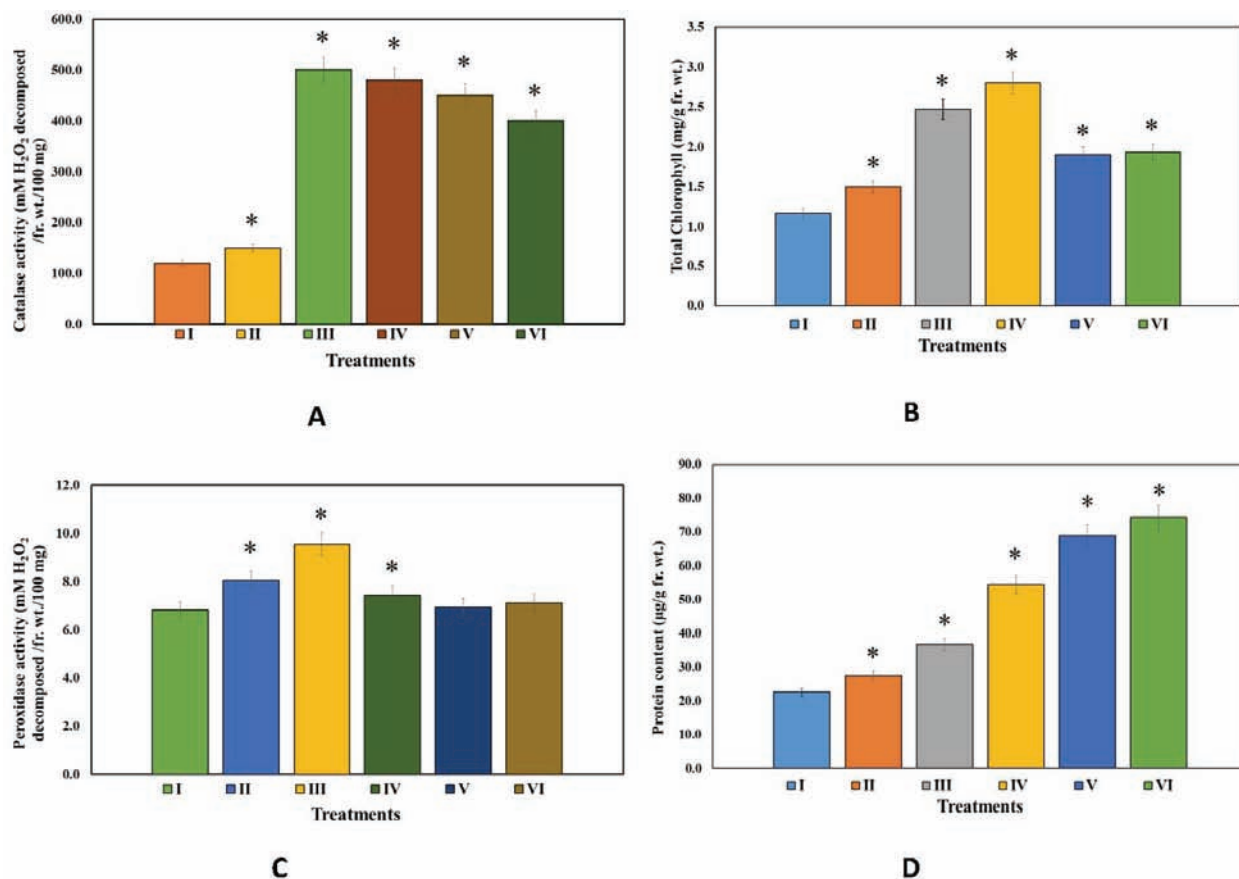 600.0
500.0
400.0
300.0
200.0
100.0
0.0
Catalase activity (mM H₂O₂ decomposed
/fr. wt./100 mg)
*
*
*
*
*
I II III IV V VI
Treatments
A
3.5
3.0
2.5
2.0
1.5
1.0
0.5
0.0
Total Chlorophyll (mg/g fr. wt.)
*
*
*
*
*
I II III IV V VI
Treatments
B
12.0
10.0
8.0
6.0
4.0
2.0
0.0
Peroxidase activity (mM H₂O₂
decomposed /fr. wt./100 mg)
*
*
*
I II III IV V VI
Treatments
C
90.0
80.0
70.0
60.0
50.0
40.0
30.0
20.0
10.0
0.0
Protein content (µg/g fr. wt.)
*
*
*
*
*
I II III IV V VI
Treatments
D